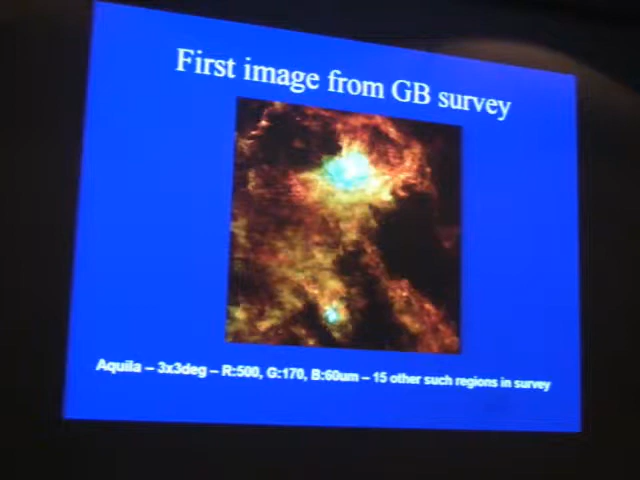 First image from GB survey
Aquila – 3x3deg – R:500, G:170, B:60um – 15 other such regions in survey